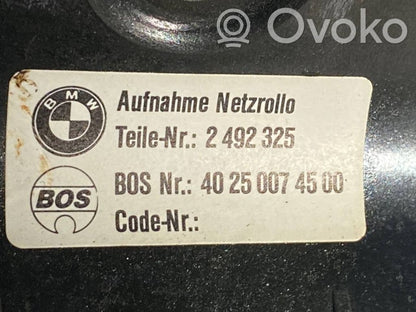 Ovoko
BMW
Aufnahme Netzrollo
Teile-Nr.: 2 492 325
BOS
BOS Nr.: 40 25 007 45 00
Code-Nr.: